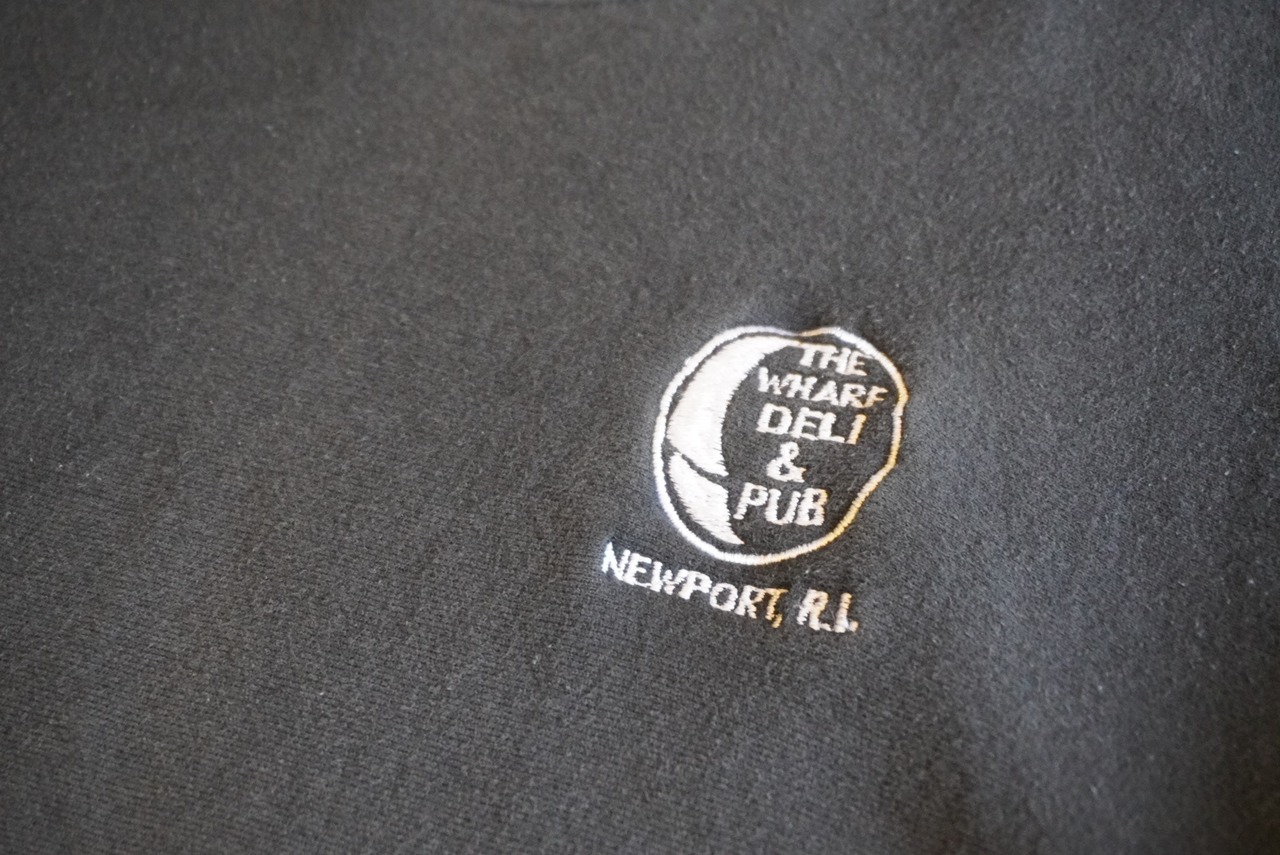 THE
WHARF
DELI
&
PUB
NEWPORT, R.I.